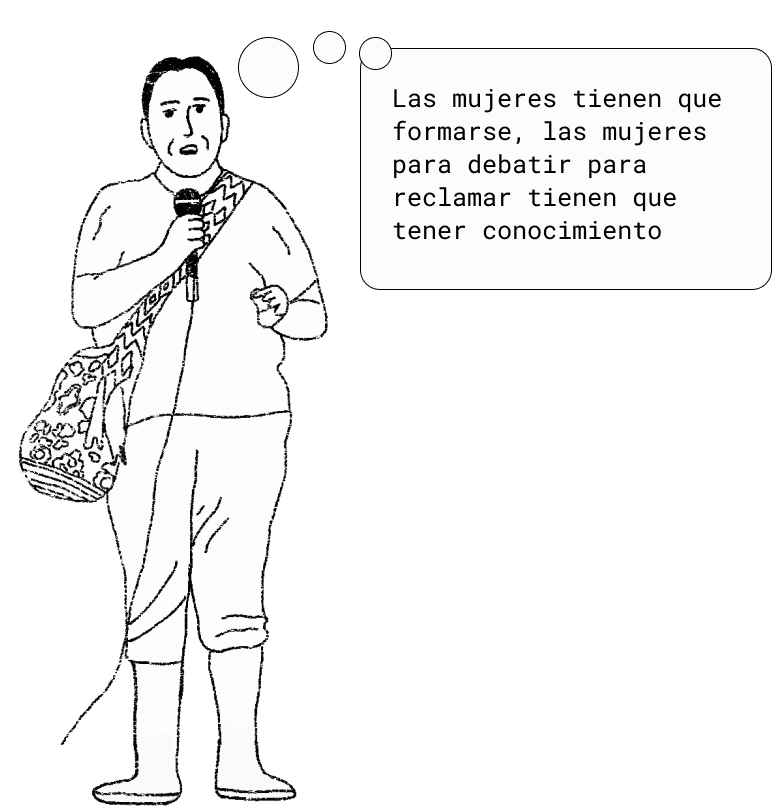 Las mujeres tienen que
formarse, las mujeres
para debatir para
reclamar tienen que
tener conocimiento